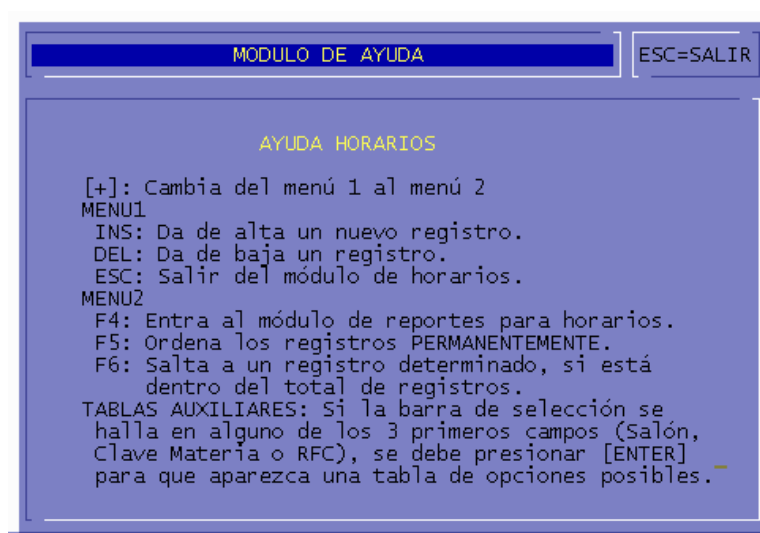 MODULO DE AYUDA
ESC=SALIR
AYUDA HORARIOS
[+]: Cambia del menú 1 al menú 2
MENU1
INS: Da de alta un nuevo registro.
DEL: Da de baja un registro.
ESC: Salir del módulo de horarios.
MENU2
F4: Entra al módulo de reportes para horarios.
F5: Ordena los registros PERMANENTEMENTE.
F6: Salta a un registro determinado, si está
dentro del total de registros.
TABLAS AUXILIARES: Si la barra de selección se
halla en alguno de los 3 primeros campos (Salón,
Clave Materia o RFC), se debe presionar [ENTER]
para que aparezca una tabla de opciones posibles.